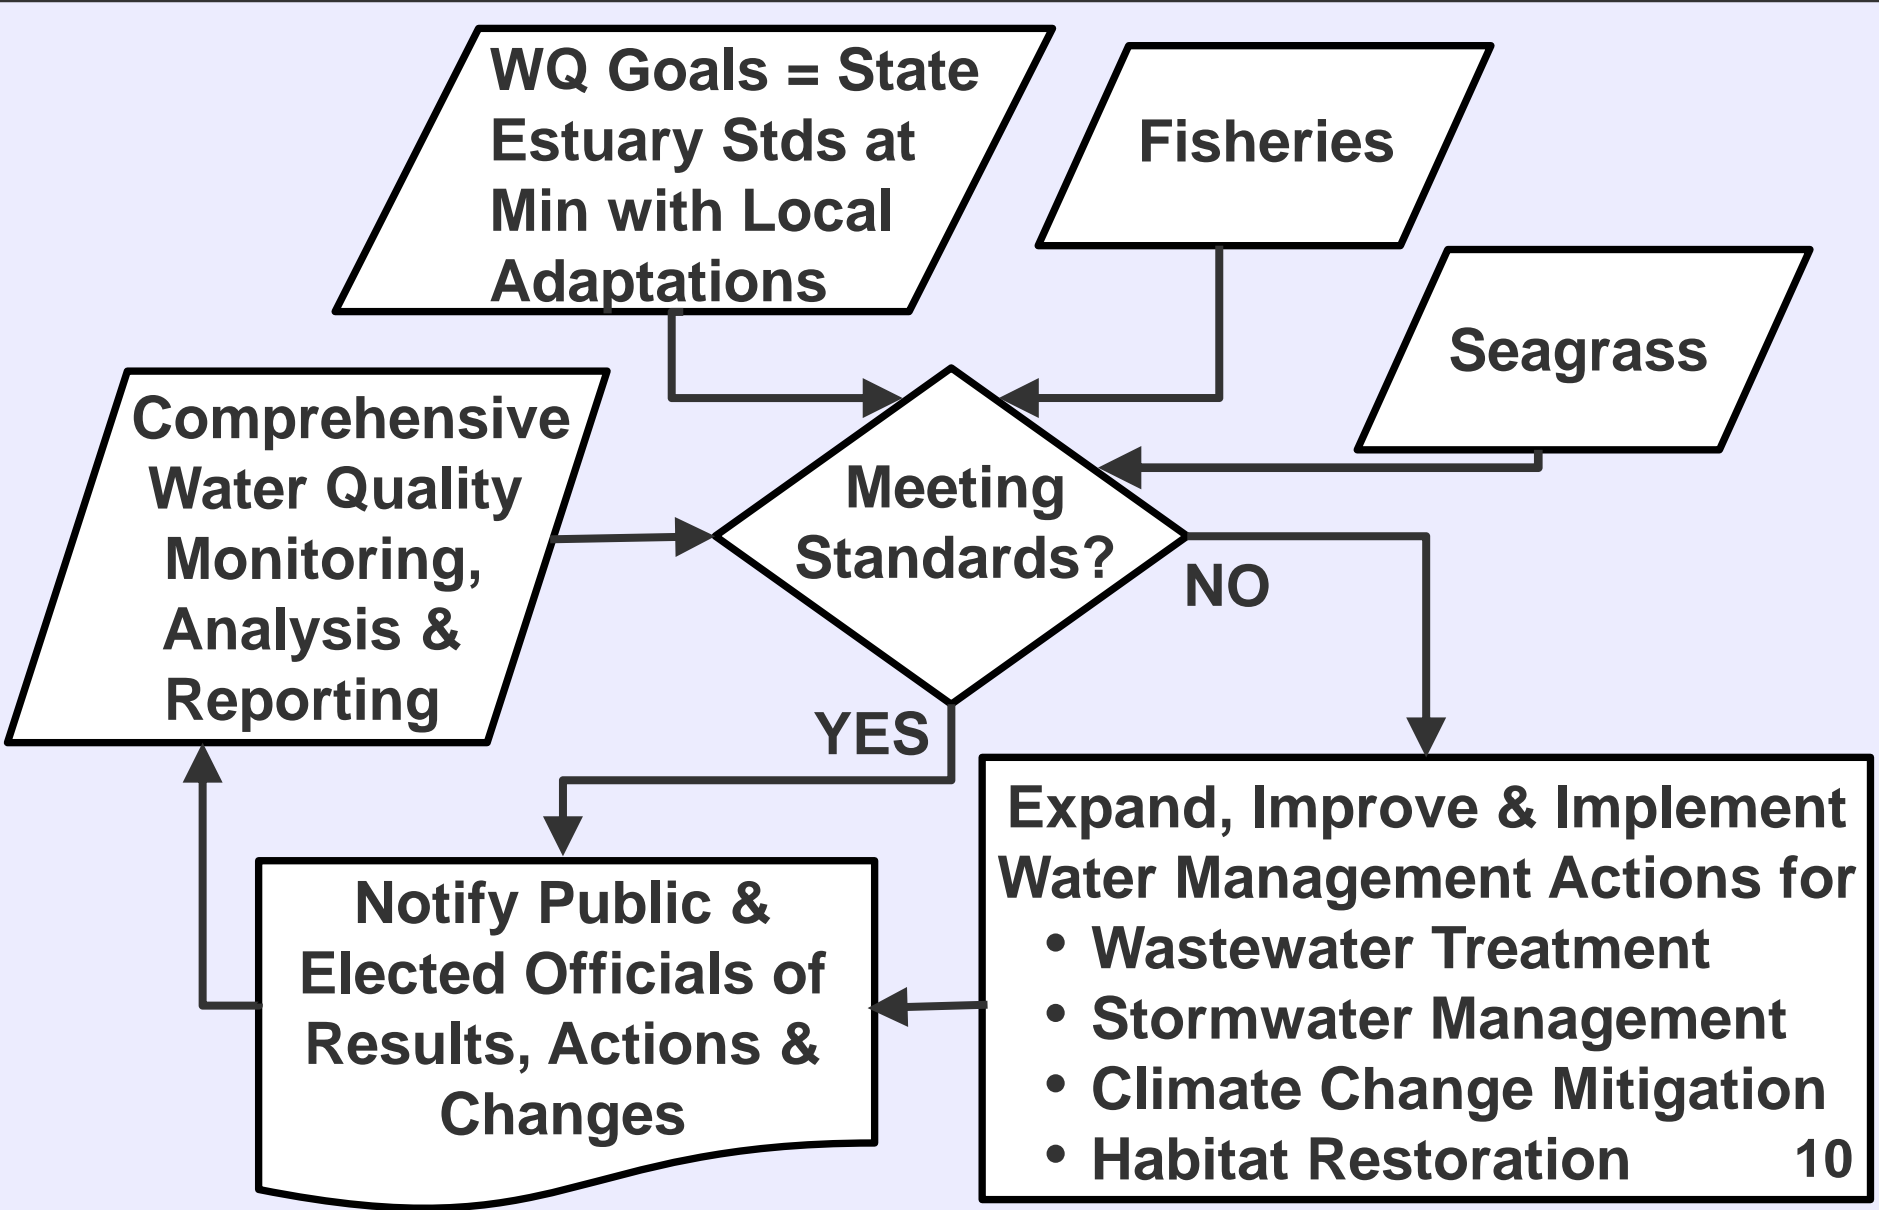 WQ Goals = State
Estuary Stds at
Min with Local
Adaptations
Fisheries
Seagrass
Comprehensive
Water Quality
Monitoring,
Analysis &
Reporting
Meeting
Standards?
NO
YES
Notify Public &
Elected Officials of
Results, Actions &
Changes
Expand, Improve & Implement
Water Management Actions for
• Wastewater Treatment
• Stormwater Management
• Climate Change Mitigation
• Habitat Restoration
10